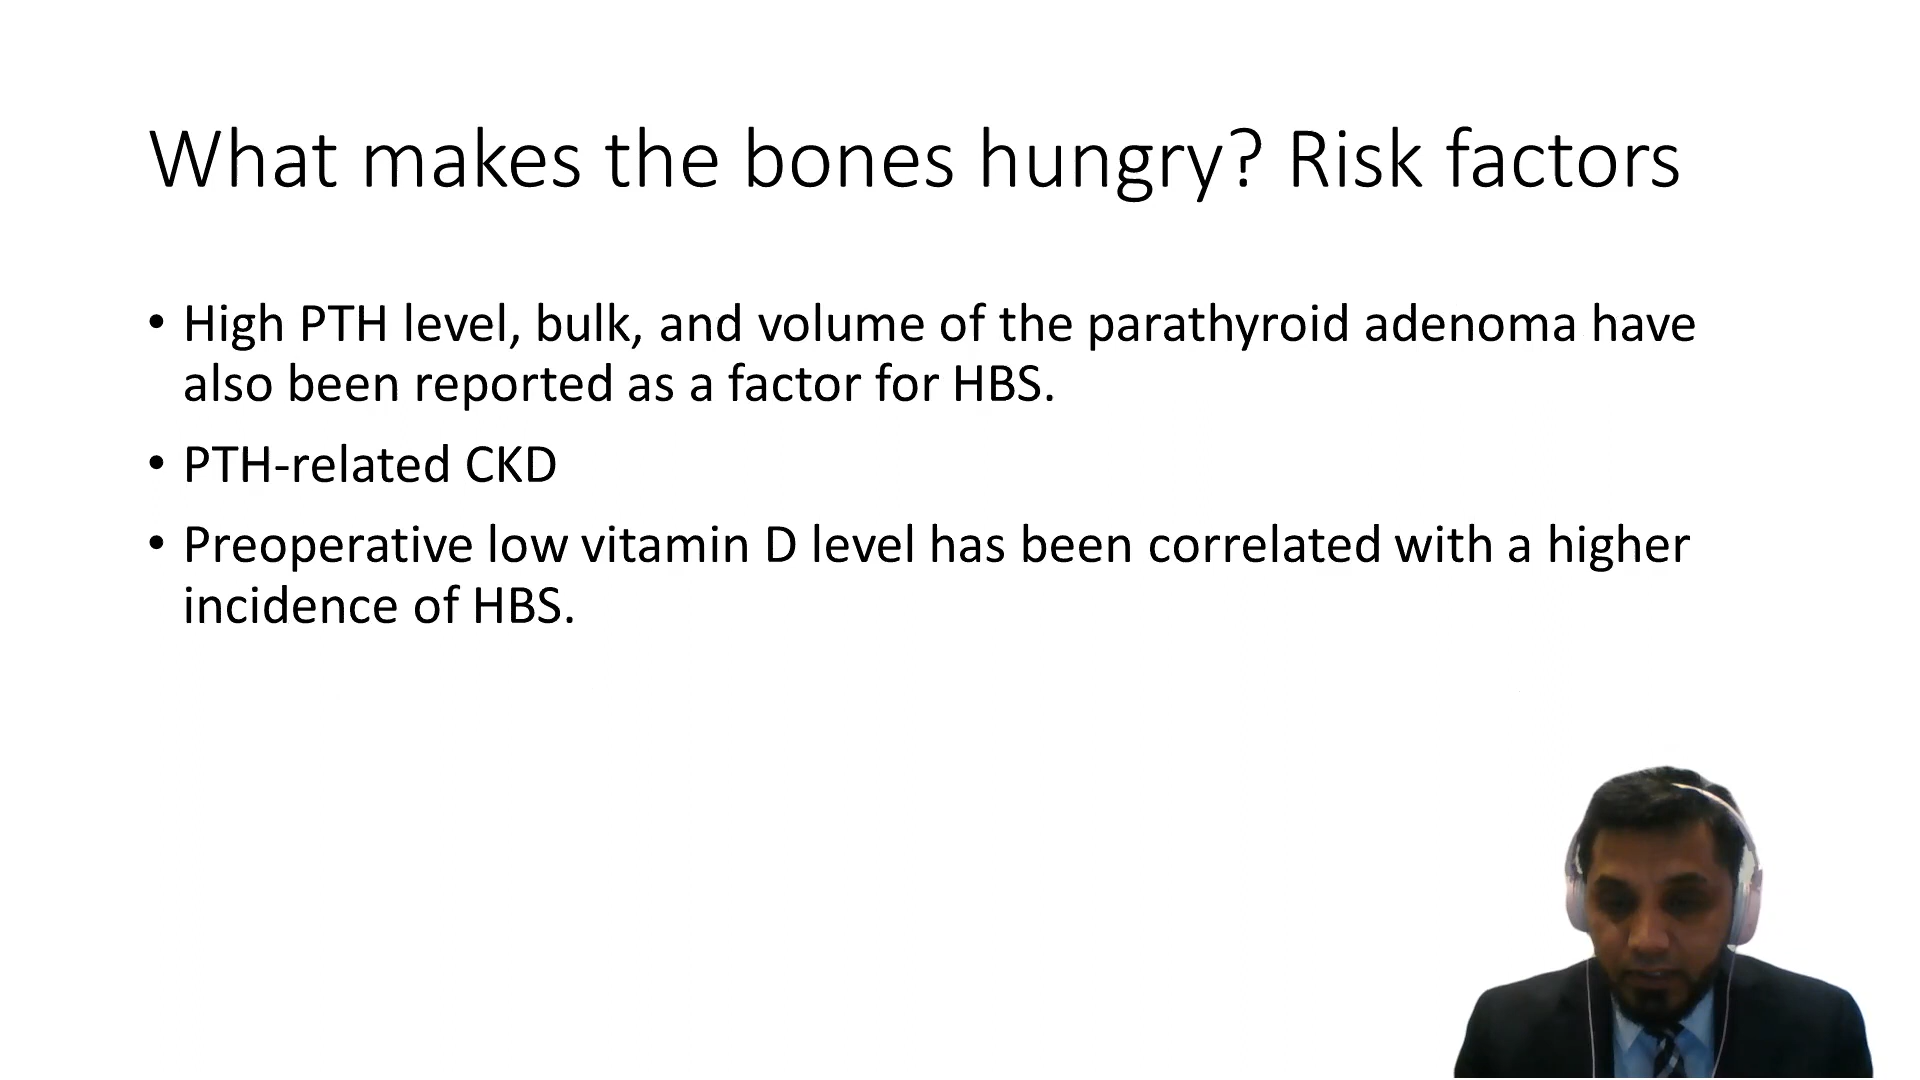 What makes the bones hungry? Risk factors
• High PTH level, bulk, and volume of the parathyroid adenoma have
also been reported as a factor for HBS.
• PTH-related CKD
• Preoperative low vitamin D level has been correlated with a higher
incidence of HBS.